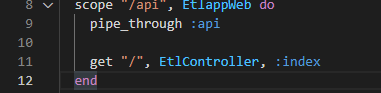 8 scope "/api", EtlappWeb do
9 pipe_through :api
10
11 get "/", EtlController, :index
12 end